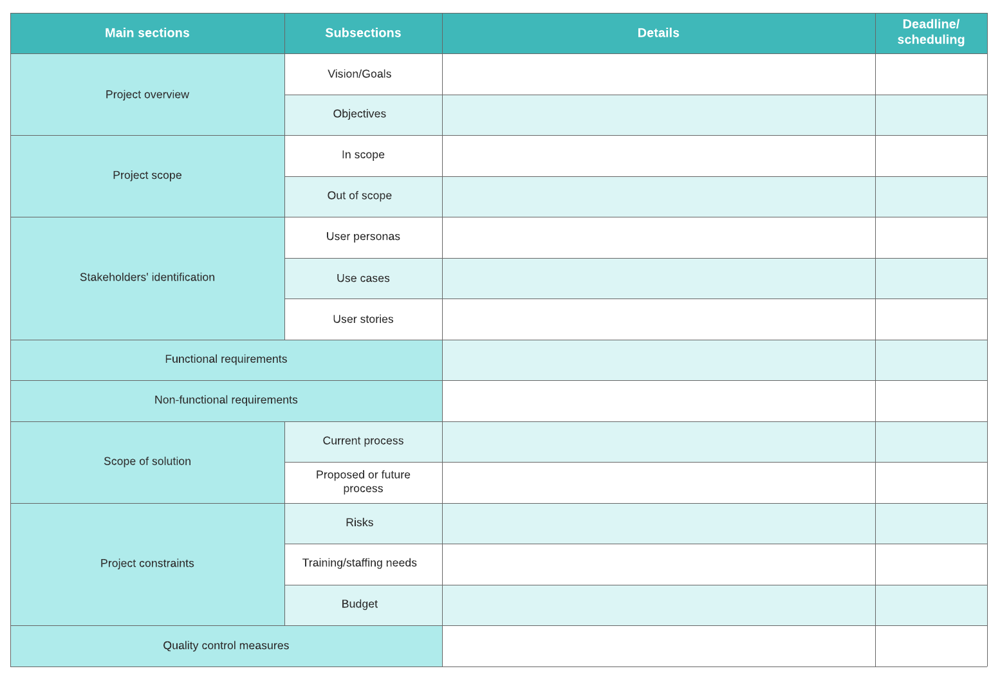 Main sections
Subsections
Details
Deadline/
scheduling
Project overview
Vision/Goals
Objectives
Project scope
In scope
Out of scope
Stakeholders' identification
User personas
Use cases
User stories
Functional requirements
Non-functional requirements
Scope of solution
Current process
Proposed or future
process
Project constraints
Risks
Training/staffing needs
Budget
Quality control measures